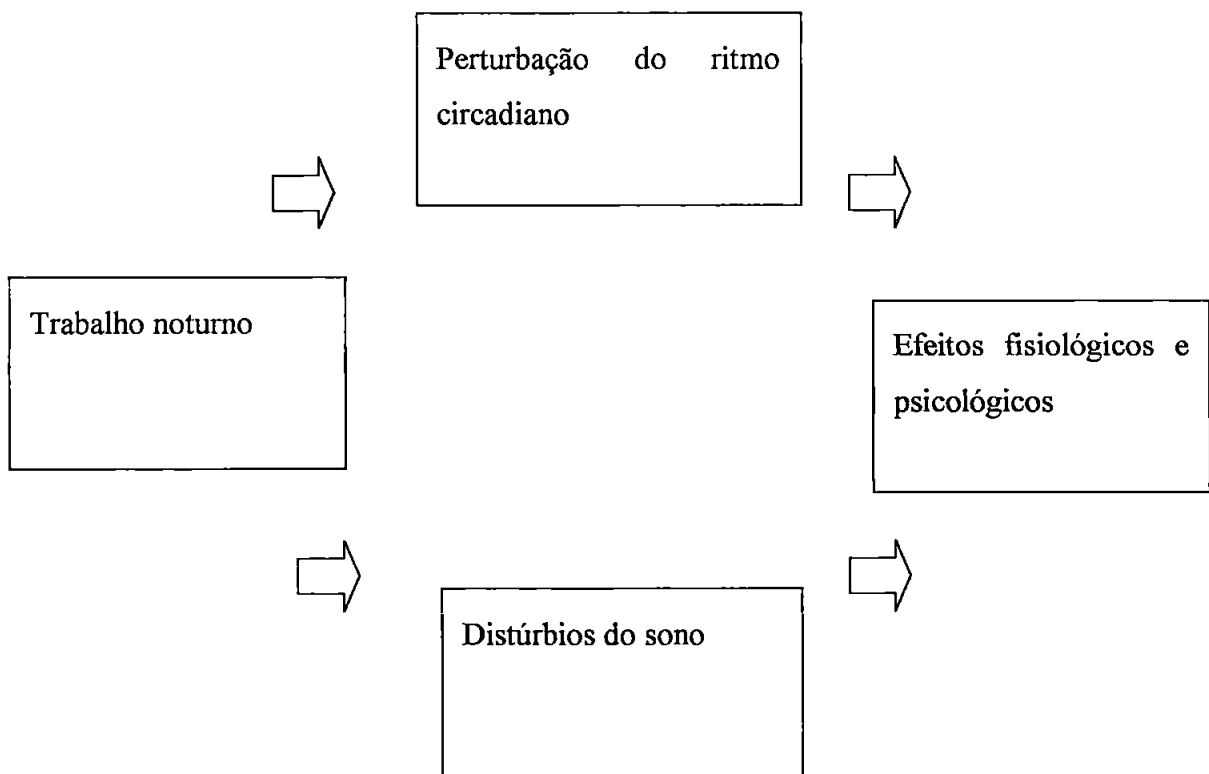 Perturbação do ritmo
circadiano
Trabalho noturno
Efeitos fisiológicos e
psicológicos
Distúrbios do sono